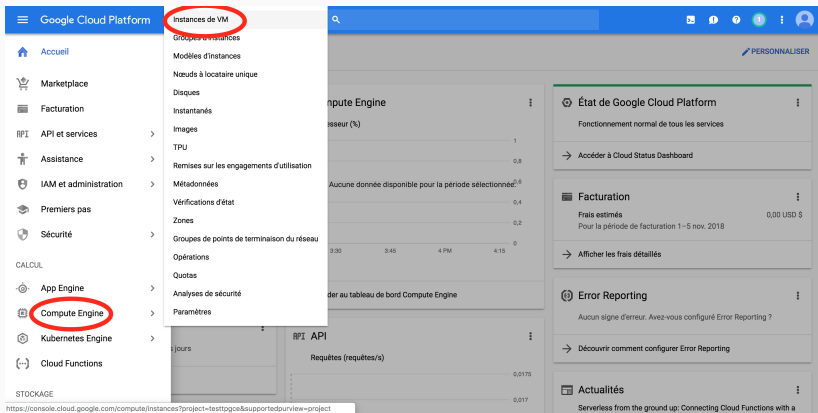 Google Cloud Platform
1
Accueil
Marketplace
Facturation
API API et services
Assistance
IAM et administration
Premiers pas
Sécurité
CALCUL
App Engine
Compute Engine
Kubernetes Engine
Cloud Functions
STOCKAGE
https://console.cloud.google.com/compute/instances?project=testtpgce&supportedpurview=project
Instances de VM
Groupes d'instances
Modèles d'instances
Nœuds à locataire unique
Disques
Instantanés
Images
TPU
Remises sur les engagements d'utilisation
Métadonnées
Vérifications d'état
Zones
Groupes de points de terminaison du réseau
Opérations
Quotas
Analyses de sécurité
Paramètres
PERSONNALISER
Engine
(%)
1
0,8
Aucune donnée disponible pour la période sélectionnée.
0,6
0,4
0,2
0
3:30
3:45
4 PM
4:15
au tableau de bord Compute Engine
jours
API API
Requêtes (requêtes/s)
0,0175
0,017
État de Google Cloud Platform
Fonctionnement normal de tous les services
Accéder à Cloud Status Dashboard
Facturation
Frais estimés
0,00 USD $
Pour la période de facturation 1–5 nov. 2018
Afficher les frais détaillés
Error Reporting
Aucun signe d'erreur. Avez-vous configuré Error Reporting ?
Découvrir comment configurer Error Reporting
Actualités
Serverless from the ground up: Connecting Cloud Functions with a